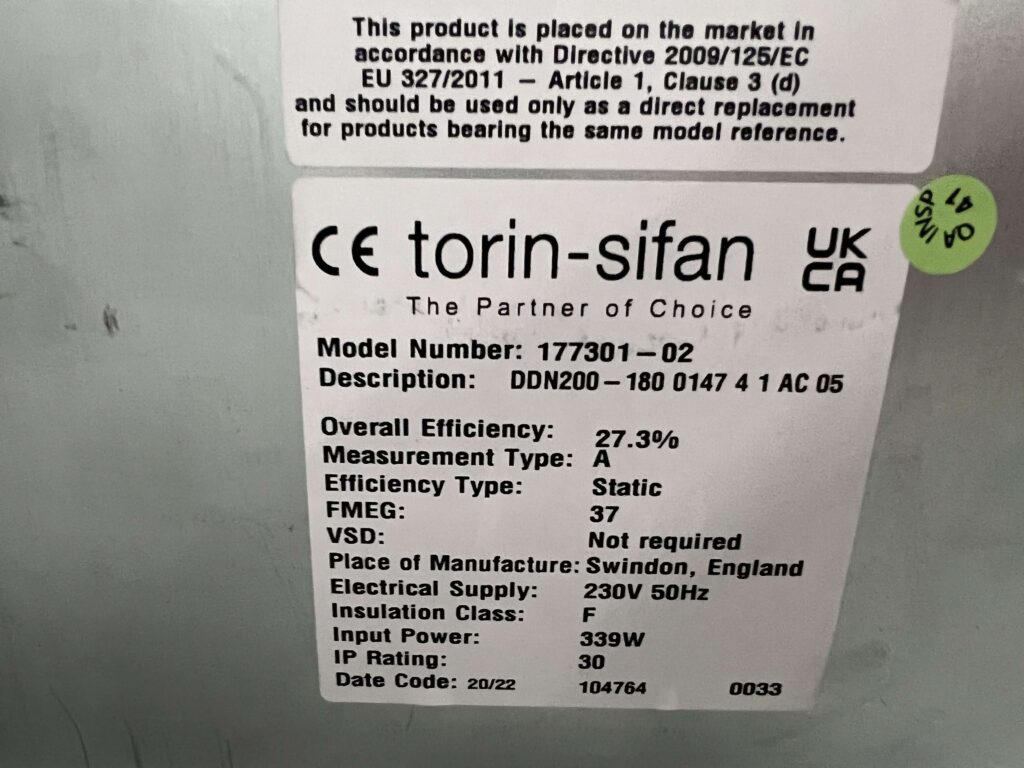 This product is placed on the market in
accordance with Directive 2009/125/EC
EU 327/2011 – Article 1, Clause 3 (d)
and should be used only as a direct replacement
for products bearing the same model reference.
CE torin-sifan UK
CA
The Partner of Choice
QA INSP
47
Model Number: 177301-02
Description: DDN200-180 0147 4 1 AC 05
Overall Efficiency: 27.3%
Measurement Type: A
Efficiency Type: Static
FMEG: 37
VSD: Not required
Place of Manufacture: Swindon, England
Electrical Supply: 230V 50Hz
Insulation Class: F
Input Power: 339W
IP Rating: 30
Date Code: 20/22 104764 0033